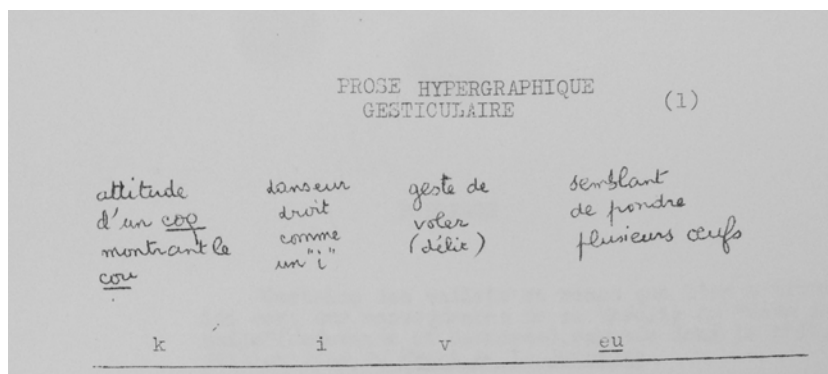 PROSE HYPERGRAPHIQUE
GESTICULAIRE (1)
attitude
d'un coq
montrant le
cou
danseur
droit
comme
un "i"
geste de
voler
(délit)
semblant
de pondre
plusieurs œufs
k i v eu